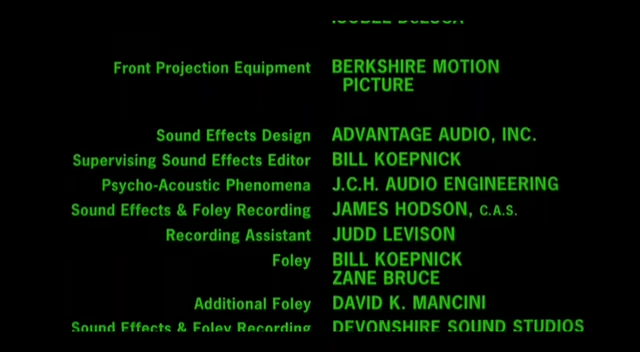 Front Projection Equipment BERKSHIRE MOTION
PICTURE
Sound Effects Design ADVANTAGE AUDIO, INC.
Supervising Sound Effects Editor BILL KOEPNICK
Psycho-Acoustic Phenomena J.C.H. AUDIO ENGINEERING
Sound Effects & Foley Recording JAMES HODSON, C.A.S.
Recording Assistant JUDD LEVISON
Foley BILL KOEPNICK
ZANE BRUCE
Additional Foley DAVID K. MANCINI
Sound Effects & Foley Recording DEVONSHIRE SOUND STUDIOS